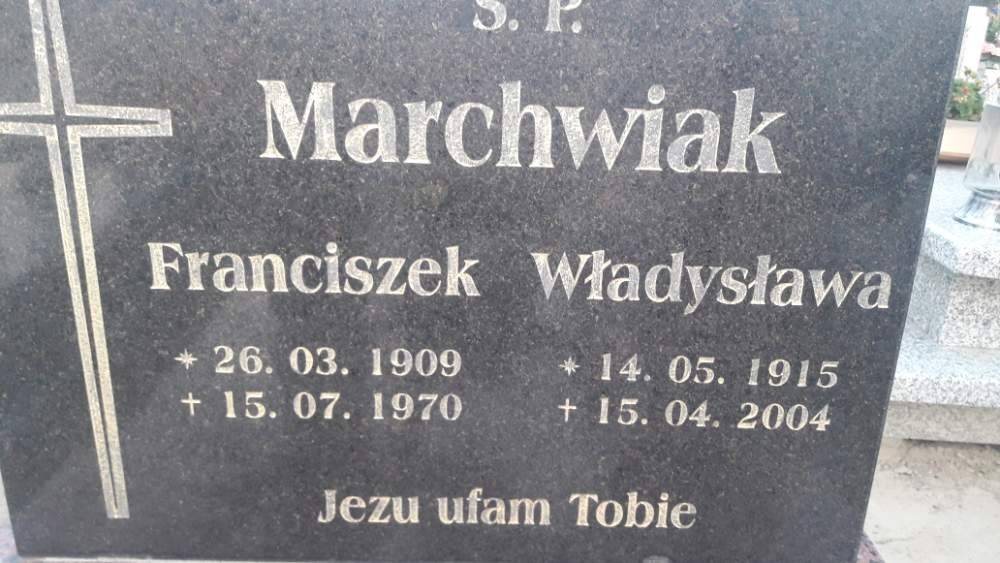 S. P.
Marchwiak
Franciszek Władysława
* 26. 03. 1909 * 14. 05. 1915
+ 15. 07. 1970 + 15. 04. 2004
Jezu ufam Tobie